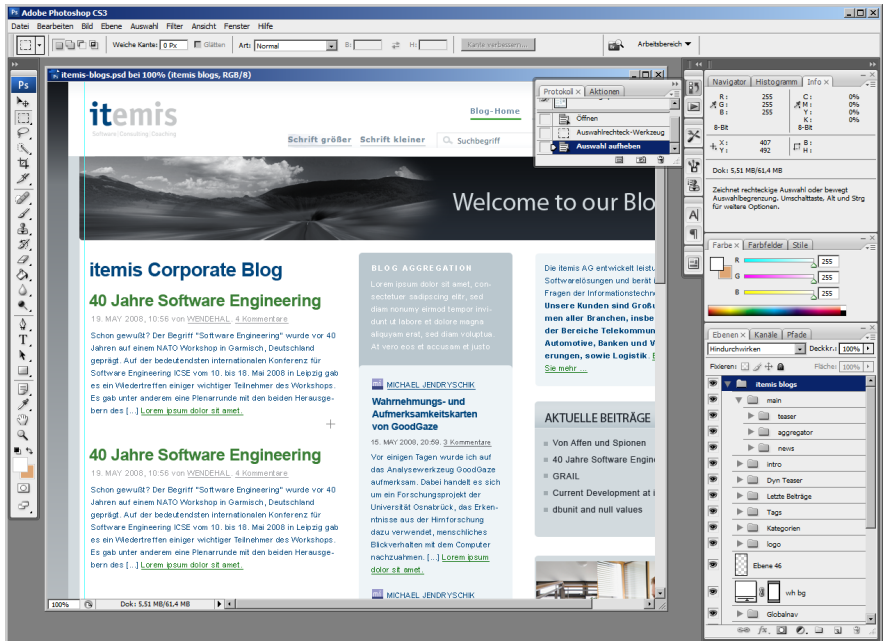 Adobe Photoshop CS3
Datei Bearbeiten Bild Ebene Auswahl Filter Ansicht Fenster Hilfe
Weiche Kante: 0 Px Glätten Art: Normal B: H: Kante verbessern... Arbeitsbereich
itemis-blogs.psd bei 100% (itemis blogs, RGB/8)
itemis
Software|Consulting|Coaching
Blog-Home
Schrift größer Schrift kleiner Suchbegriff
Welcome to our Blo
itemis Corporate Blog
40 Jahre Software Engineering
19. MAY 2008, 10:56 von WENDEHAL. 4 Kommentare
Schon gewußt? Der Begriff "Software Engineering" wurde vor 40
Jahren auf einem NATO Workshop in Garmisch, Deutschland
geprägt. Auf der bedeutendsten internationalen Konferenz für
Software Engineering ICSE vom 10. bis 18. Mai 2008 in Leipzig gab
es ein Wiedertreffen einiger wichtiger Teilnehmer des Workshops.
Es gab unter anderem eine Plenarrunde mit den beiden Herausge-
bern des [...] Lorem ipsum dolor sit amet.
40 Jahre Software Engineering
19. MAY 2008, 10:56 von WENDEHAL. 4 Kommentare
Schon gewußt? Der Begriff "Software Engineering" wurde vor 40
Jahren auf einem NATO Workshop in Garmisch, Deutschland
geprägt. Auf der bedeutendsten internationalen Konferenz für
Software Engineering ICSE vom 10. bis 18. Mai 2008 in Leipzig gab
es ein Wiedertreffen einiger wichtiger Teilnehmer des Workshops.
Es gab unter anderem eine Plenarrunde mit den beiden Herausge-
bern des [...] Lorem ipsum dolor sit amet.
BLOG AGGREGATION
Lorem ipsum dolor sit amet, con-
sectetuer sadipscing elitr, sed
diam nonumy eirmod tempor invi-
dunt ut labore et dolore magna
aliquyam erat, sed diam voluptua.
At vero eos et accusam et justo
MICHAEL JENDRYSCHIK
Wahrnehmungs- und
Aufmerksamkeitskarten
von GoodGaze
15. MAY 2008, 20:59. 3 Kommentare
Vor einigen Tagen wurde ich auf
das Analysewerkzeug GoodGaze
aufmerksam. Dabei handelt es sich
um ein Forschungsprojekt der
Universität Osnabrück, das Erken-
ntnisse aus der Hirnforschung
dazu verwendet, menschliches
Blickverhalten mit dem Computer
nachzuahmen. [...] Lorem ipsum
dolor sit amet.
MICHAEL JENDRYSCHIK
Die itemis AG entwickelt leistu
Softwarelösungen und berät i
Fragen der Informationstechn
Unsere Kunden sind Größu
men aller Branchen, insbe
der Bereiche Telekommun
Automotive, Banken und V
erungen, sowie Logistik.
Sie mehr ...
AKTUELLE BEITRÄGE
Von Affen und Spionen
40 Jahre Software Engine
GRAIL
Current Development at i
dbunit and null values
100% Dok: 5,51 MB/61,4 MB
Protokoll × Aktionen
Öffnen
Auswahlrechteck-Werkzeug
Auswahl aufheben
Navigator Histogramm Info ×
R: 255 C: 0%
G: 255 M: 0%
B: 255 Y: 0%
K: 0%
8-Bit 8-Bit
X: 407 B:
Y: 492 H:
Dok: 5,51 MB/61,4 MB
Zeichnet rechteckige Auswahl oder bewegt
Auswahlbegrenzung. Umschalttaste, Alt und Strg
für weitere Optionen.
Farbe × Farbfelder Stile
R 255
G 255
B 255
Ebenen × Kanäle Pfade
Hindurchwirken Deckkr.: 100%
Fixieren: Fläche: 100%
itemis blogs
main
teaser
aggregator
news
intro
Dyn Teaser
Letzte Beiträge
Tags
Kategorien
logo
Ebene 46
wh bg
Globalnav